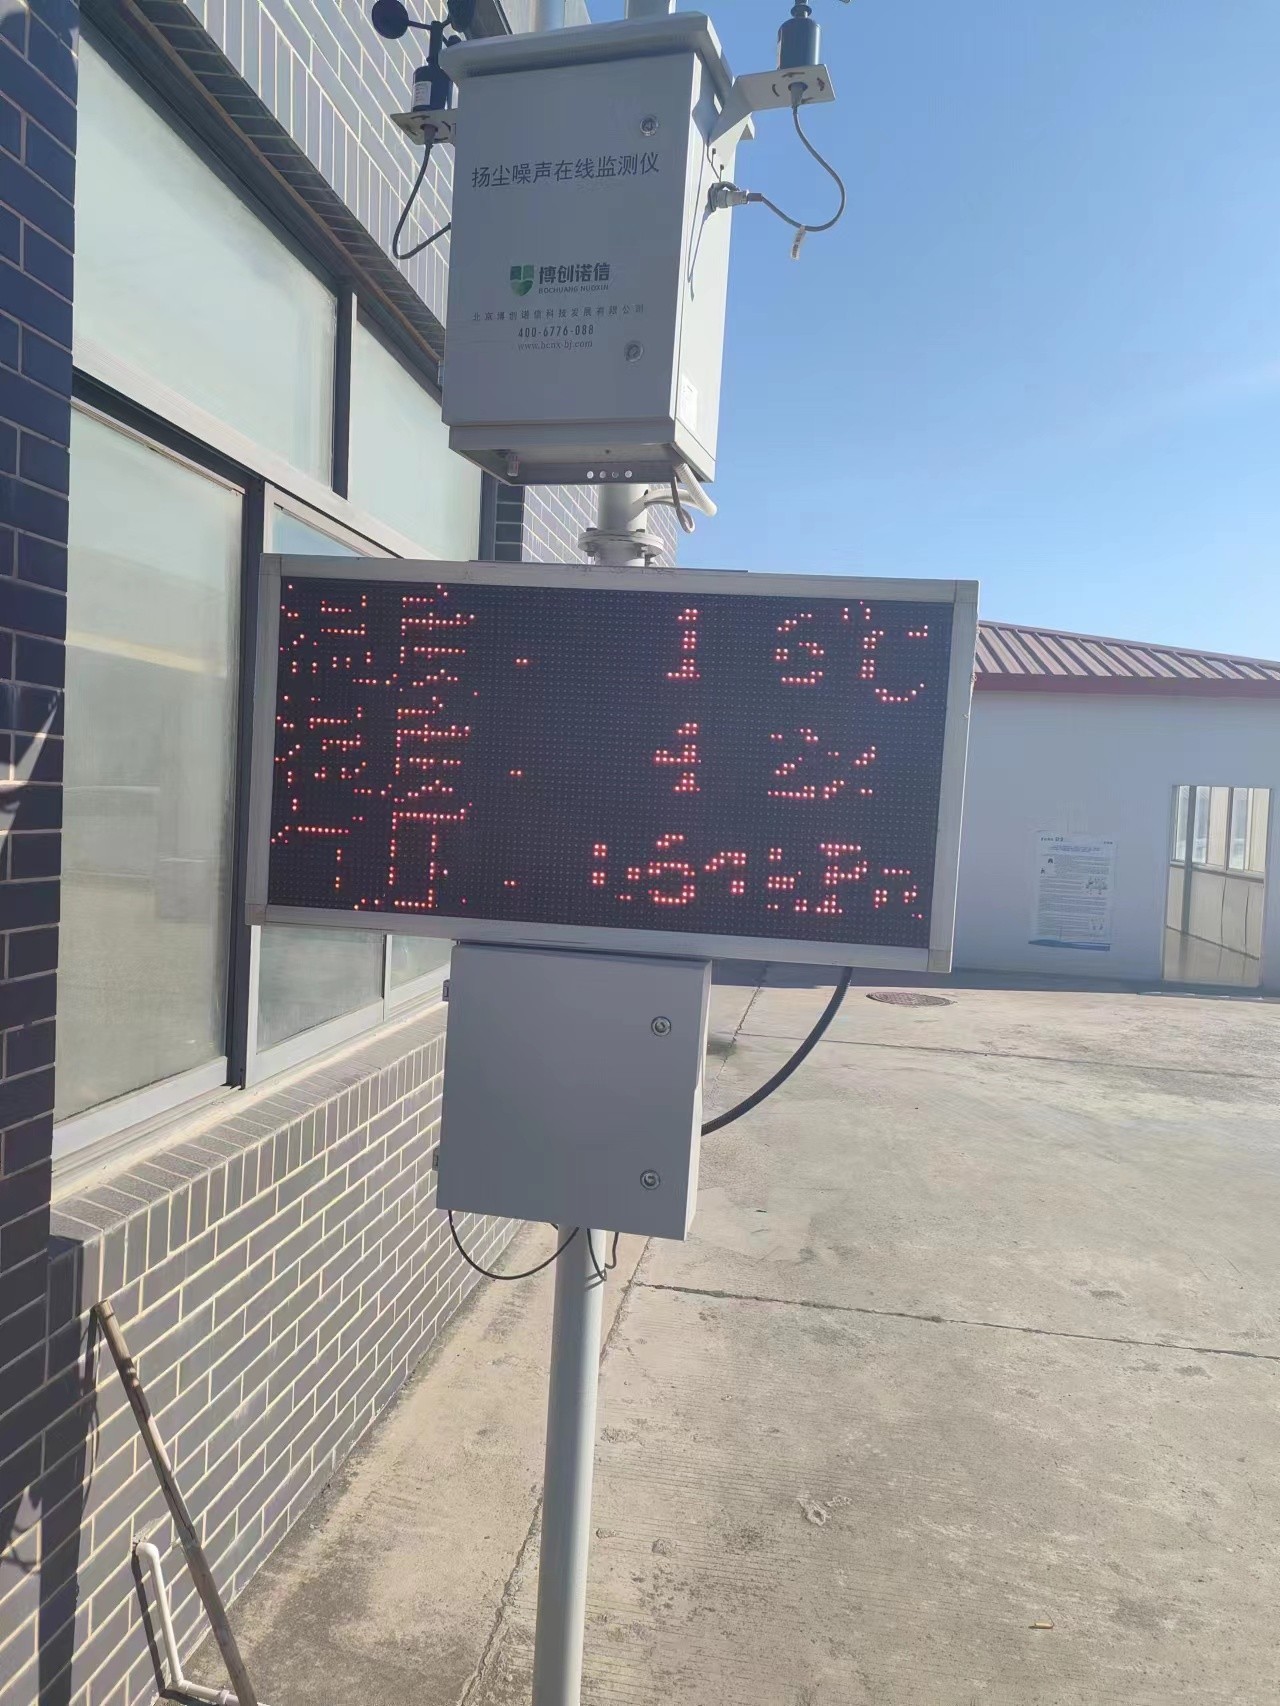 扬尘噪声在线监测仪
博创诺信
BOCHUANG NUOXIN
北京博创诺信科技发展有限公司
400-6776-088
www.bcnx-bj.com
温度: 16℃
湿度: 42%
气压: